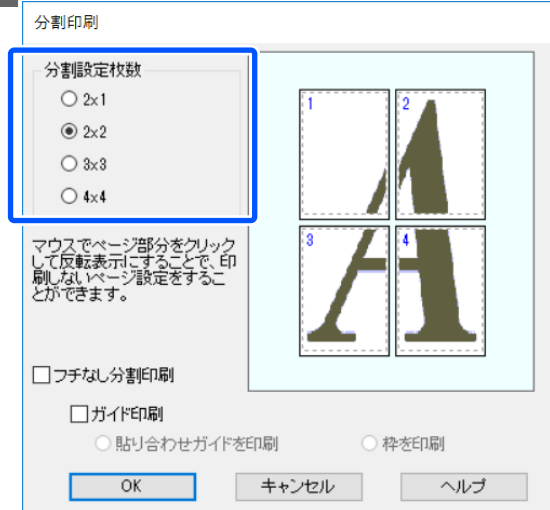 分割印刷
分割設定枚数
2x1
2x2
3x3
4x4
マウスでページ部分をクリック
して反転表示にすることで、印
刷しないページ設定をするこ
とができます。
1
2
3
4
フチなし分割印刷
ガイド印刷
貼り合わせガイドを印刷
枠を印刷
OK
キャンセル
ヘルプ